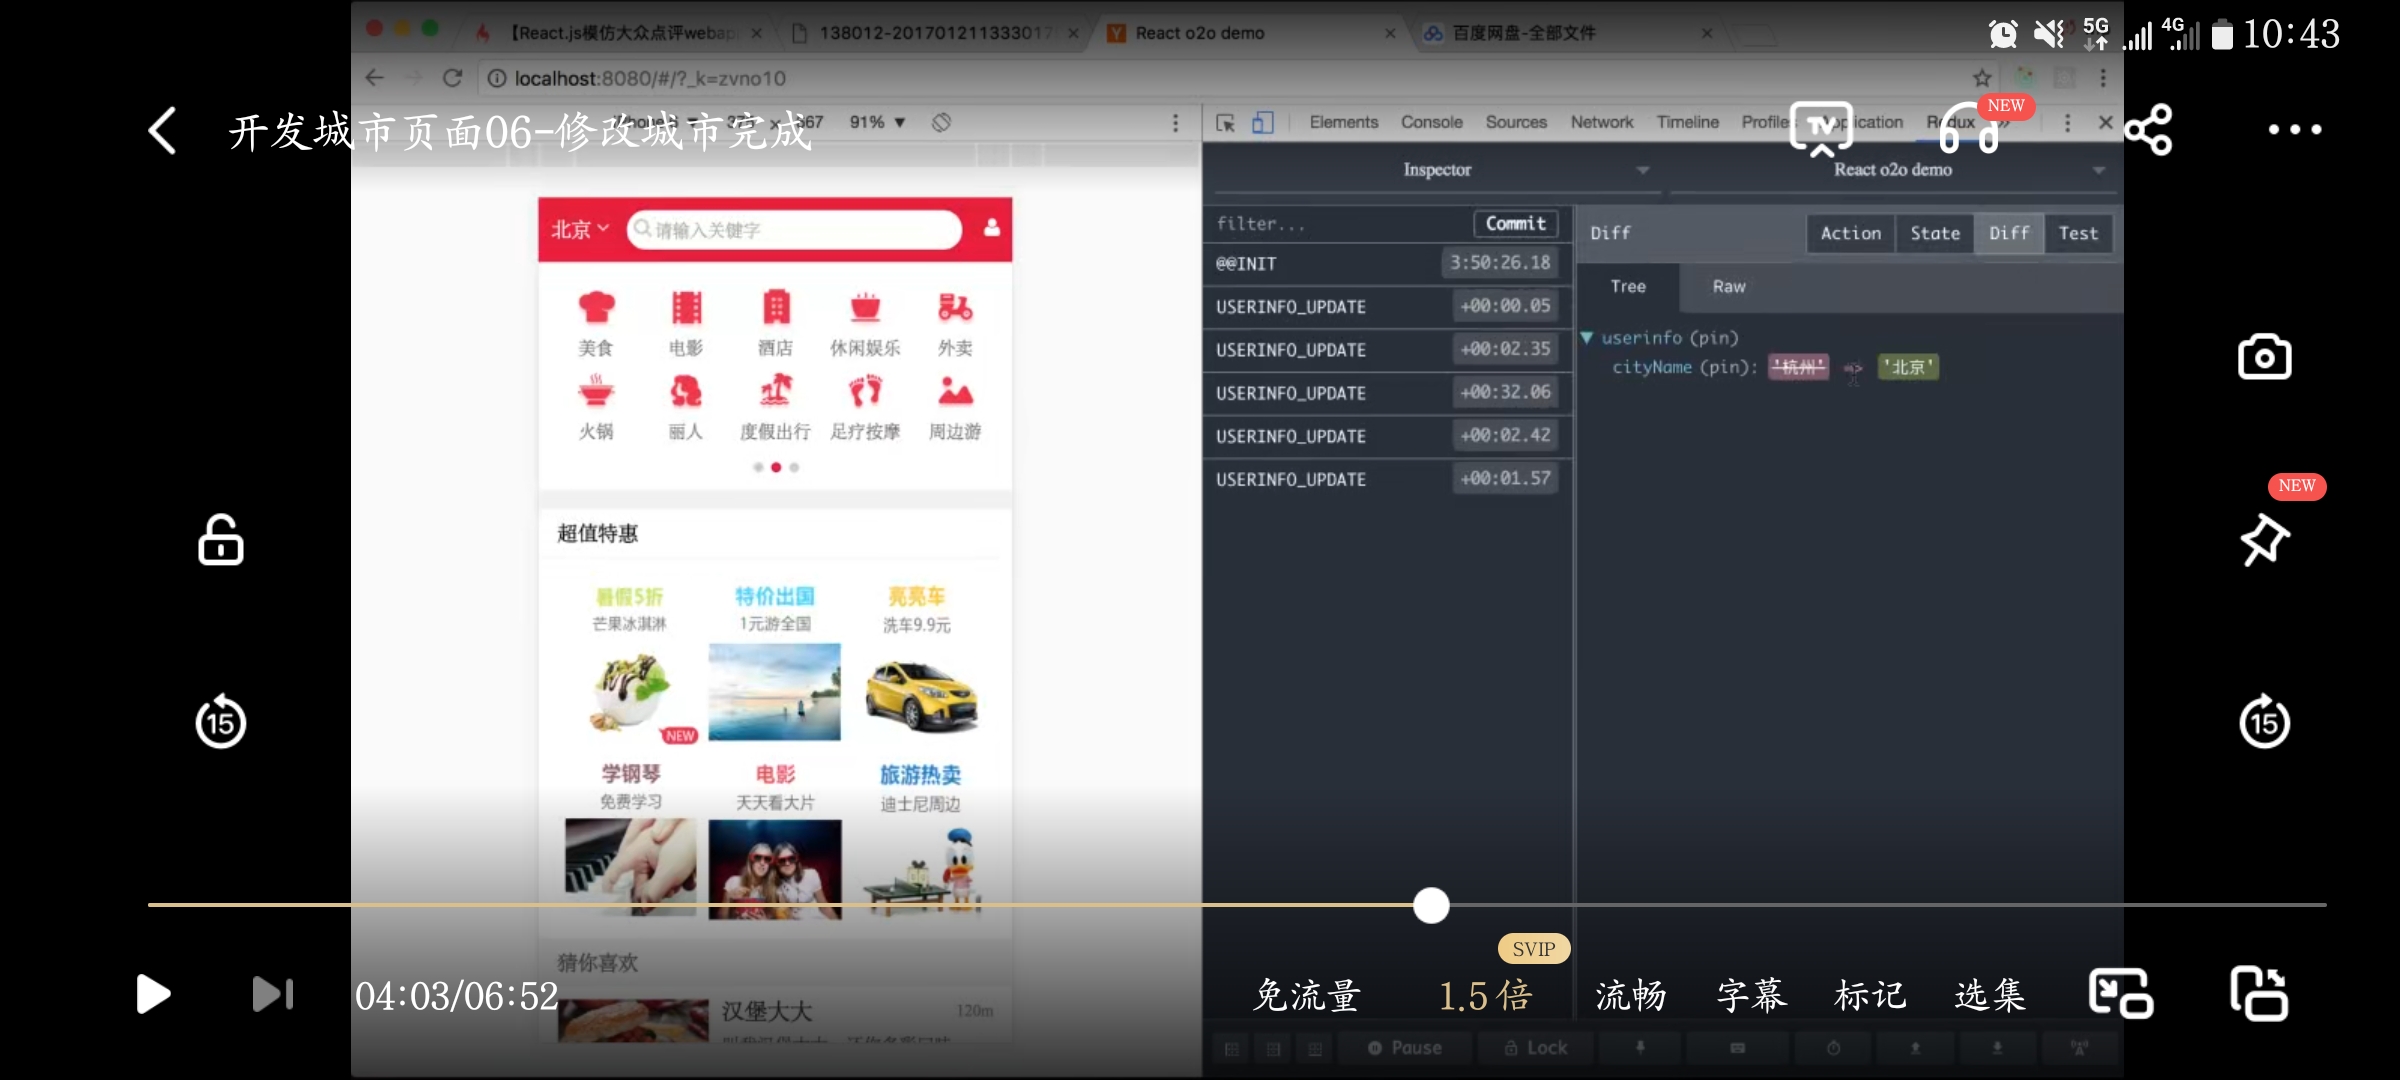 【React.js模仿大众点评webap
138012-20170121133301
React o2o demo
百度网盘-全部文件
5G
4G
10:43
localhost:8080/#/?_k=zvno10
开发城市页面06-修改城市完成
67
91%
Elements
Console
Sources
Network
Timeline
Profile
TV
NEW
Inspector
React o2o demo
北京
请输入关键字
filter...
Commit
Diff
Action
State
Diff
Test
@@INIT
3:50:26.18
Tree
Raw
USERINFO_UPDATE
+00:00.05
userinfo (pin)
USERINFO_UPDATE
+00:02.35
cityName (pin): '杭州' => '北京'
USERINFO_UPDATE
+00:32.06
USERINFO_UPDATE
+00:02.42
USERINFO_UPDATE
+00:01.57
美食
电影
酒店
休闲娱乐
外卖
火锅
丽人
度假出行
足疗按摩
周边游
NEW
超值特惠
暑假5折
特价出国
亮亮车
芒果冰淇淋
1元游全国
洗车9.9元
NEW
15
15
学钢琴
电影
旅游热卖
免费学习
天天看大片
迪士尼周边
猜你喜欢
汉堡大大
120m
SVIP
04:03/06:52
免流量
1.5倍
流畅
字幕
标记
选集
Pause
Lock